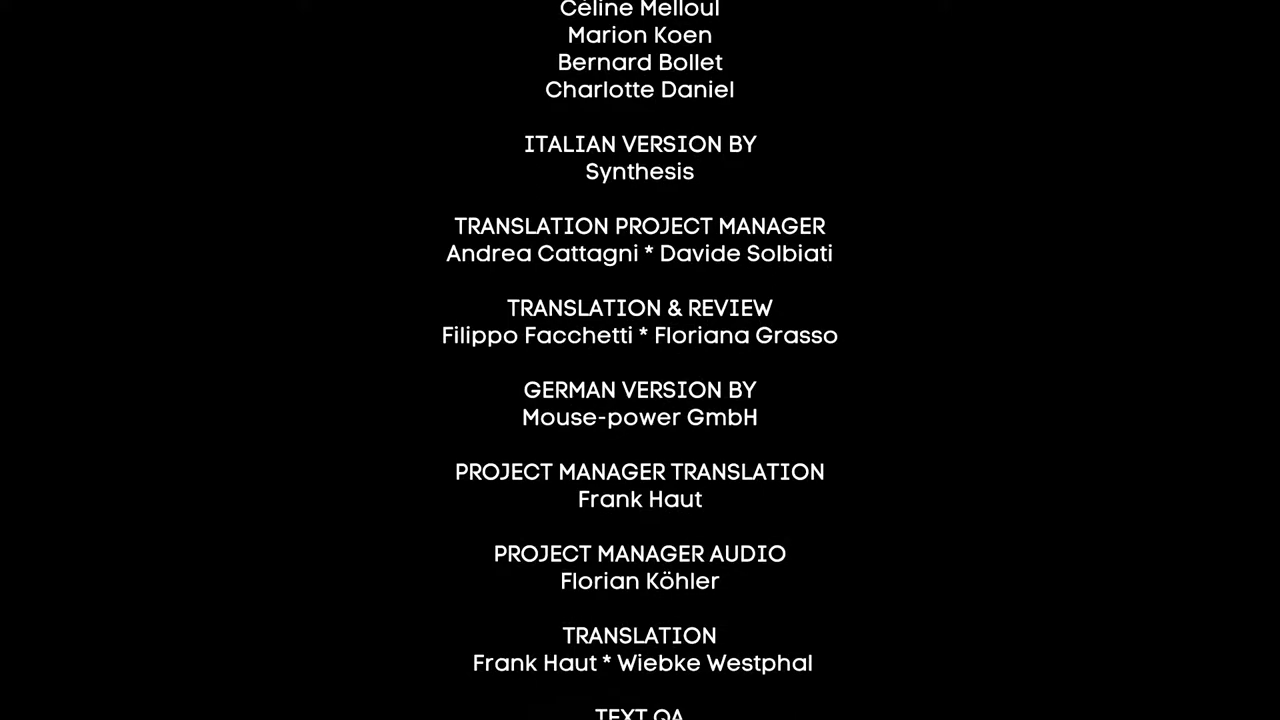 Céline Melloul
Marion Koen
Bernard Bollet
Charlotte Daniel
ITALIAN VERSION BY
Synthesis
TRANSLATION PROJECT MANAGER
Andrea Cattagni * Davide Solbiati
TRANSLATION & REVIEW
Filippo Facchetti * Floriana Grasso
GERMAN VERSION BY
Mouse-power GmbH
PROJECT MANAGER TRANSLATION
Frank Haut
PROJECT MANAGER AUDIO
Florian Köhler
TRANSLATION
Frank Haut * Wiebke Westphal
TEXT QA